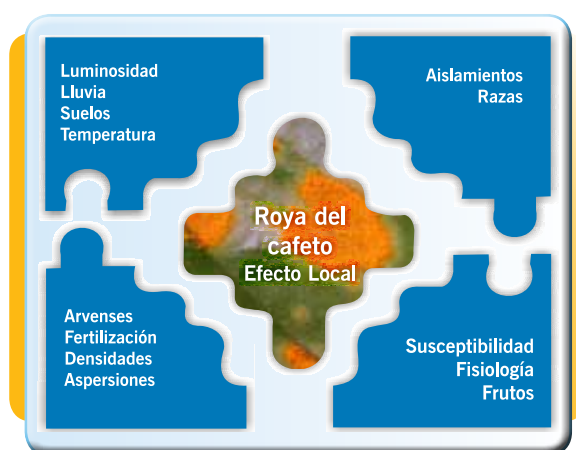 Luminosidad
Lluvia
Suelos
Temperatura
Aislamientos
Razas
Roya del
cafeto
Efecto Local
Arvenses
Fertilización
Densidades
Aspersiones
Susceptibilidad
Fisiología
Frutos